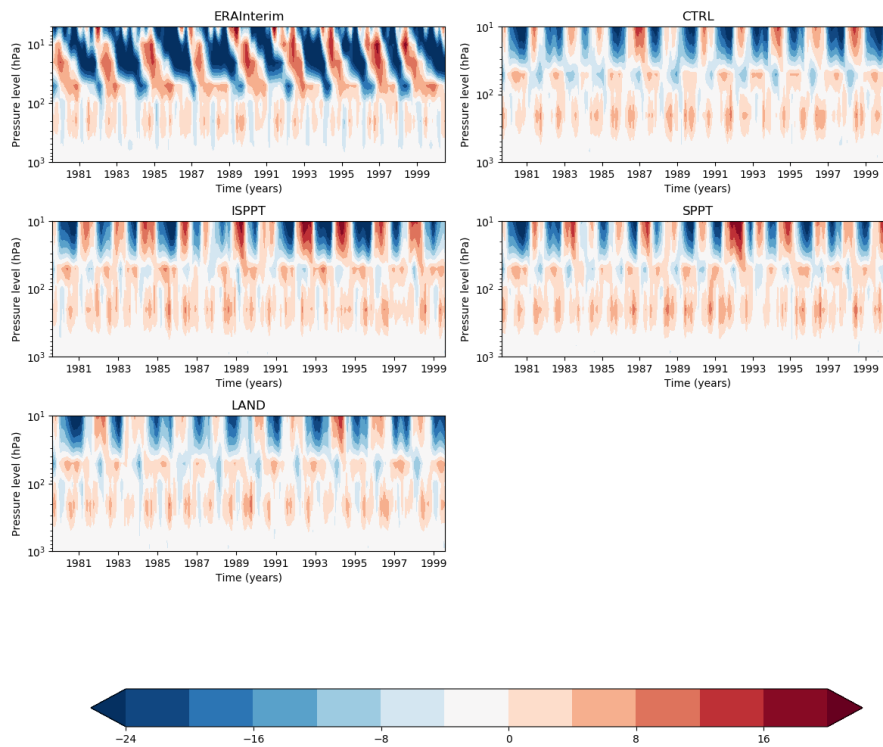 ERAInterim
Pressure level (hPa)
10¹
10²
10³
1981 1983 1985 1987 1989 1991 1993 1995 1997 1999
Time (years)
CTRL
Pressure level (hPa)
10¹
10²
10³
1981 1983 1985 1987 1989 1991 1993 1995 1997 1999
Time (years)
ISPPT
Pressure level (hPa)
10¹
10²
10³
1981 1983 1985 1987 1989 1991 1993 1995 1997 1999
Time (years)
SPPT
Pressure level (hPa)
10¹
10²
10³
1981 1983 1985 1987 1989 1991 1993 1995 1997 1999
Time (years)
LAND
Pressure level (hPa)
10¹
10²
10³
1981 1983 1985 1987 1989 1991 1993 1995 1997 1999
Time (years)
−24 −16 −8 0 8 16